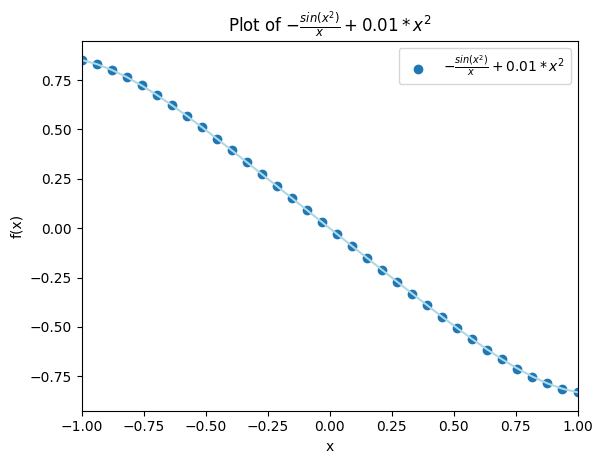 Plot of $-\frac{sin(x^2)}{x} + 0.01 * x^2$
$-\frac{sin(x^2)}{x} + 0.01 * x^2$
0.75
0.50
0.25
0.00
−0.25
−0.50
−0.75
f(x)
−1.00 −0.75 −0.50 −0.25 0.00 0.25 0.50 0.75 1.00
x